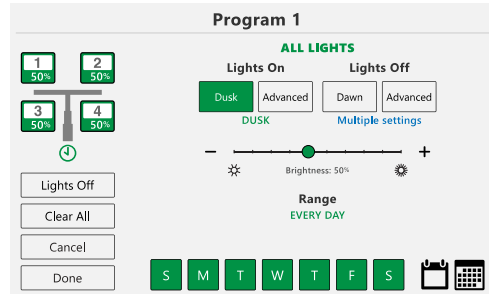 Program 1
ALL LIGHTS
Lights On
Lights Off
Dusk
Advanced
Dawn
Advanced
DUSK
Multiple settings
1
50%
2
50%
3
50%
4
50%
- +
Brightness: 50%
Range
EVERY DAY
Lights Off
Clear All
Cancel
Done
S M T W T F S